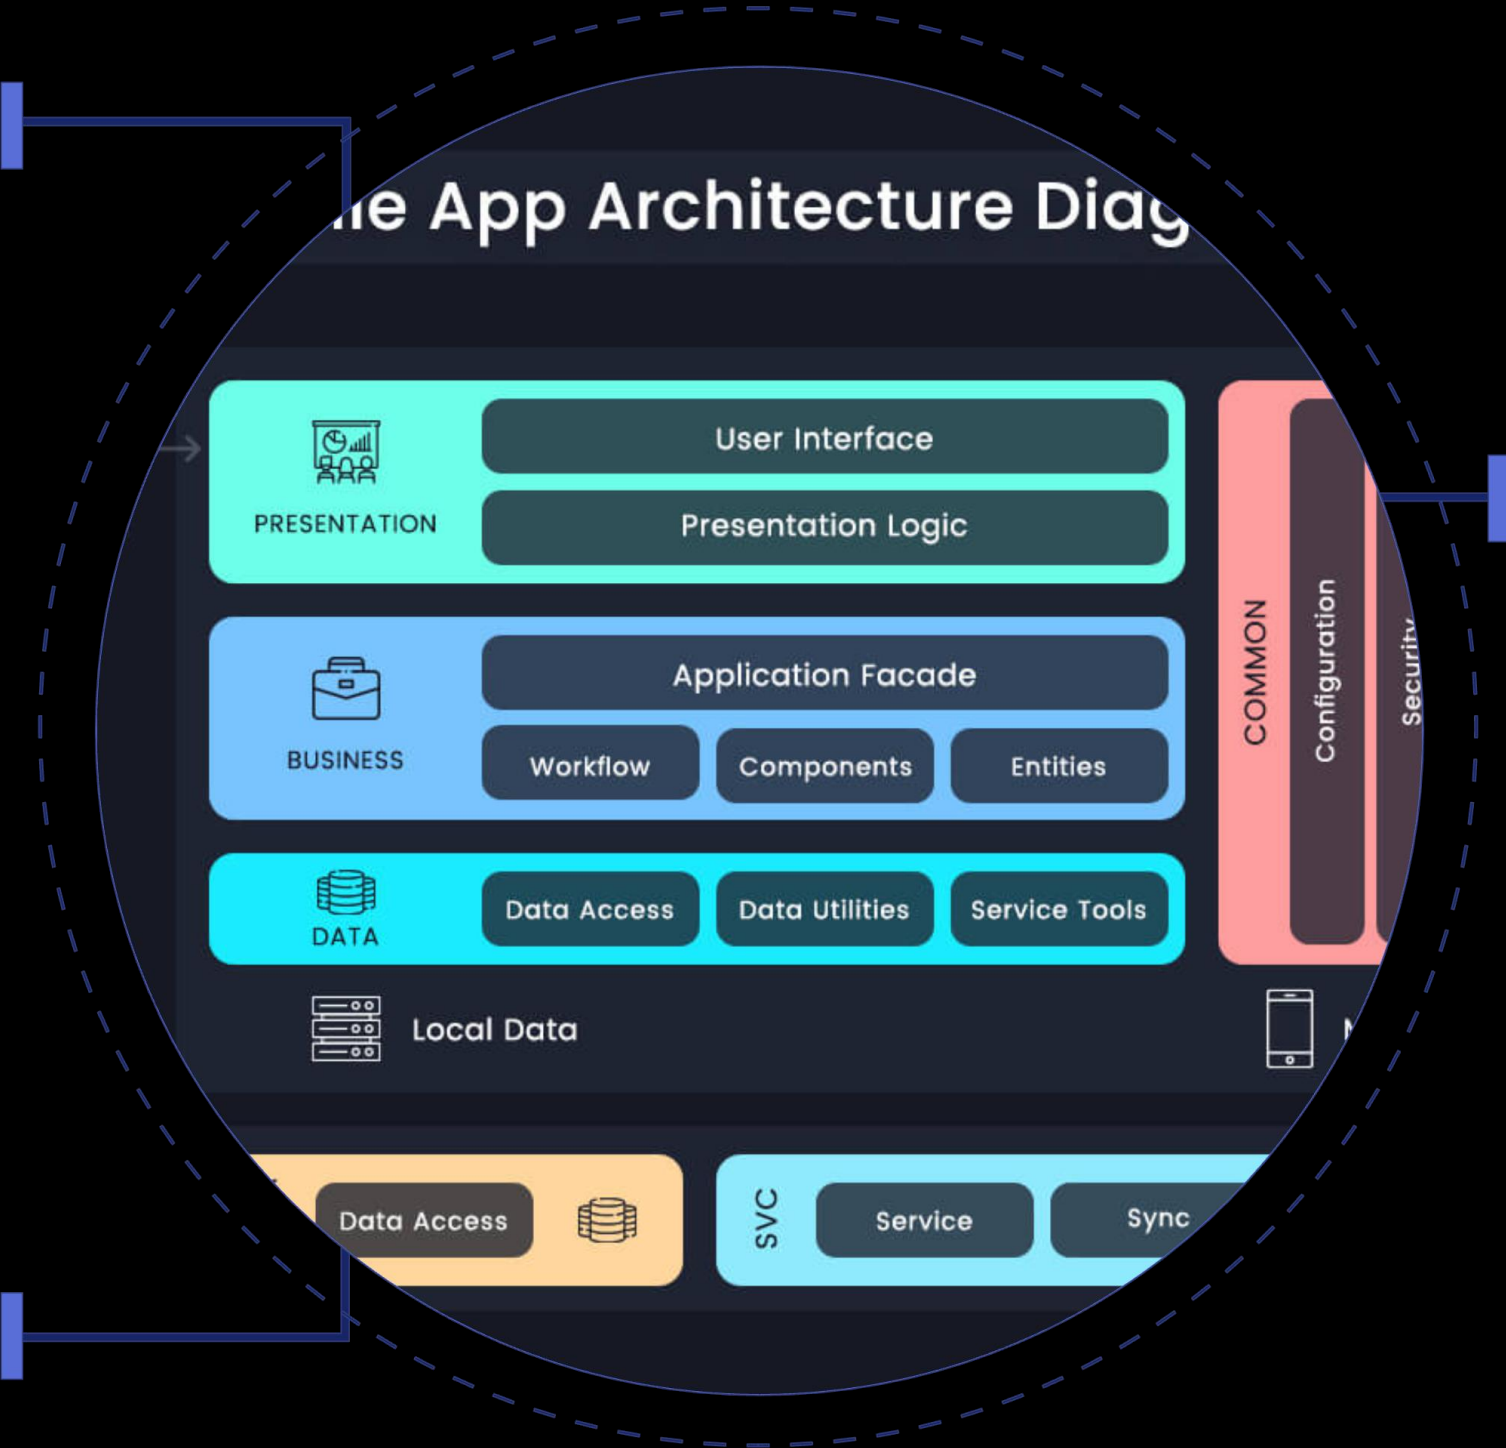 App Architecture
User Interface
PRESENTATION
Presentation Logic
Application Facade
BUSINESS
Workflow
Components
Entities
DATA
Data Access
Data Utilities
Service Tools
COMMON
Configuration
Security
Local Data
Data Access
SVC
Service
Sync